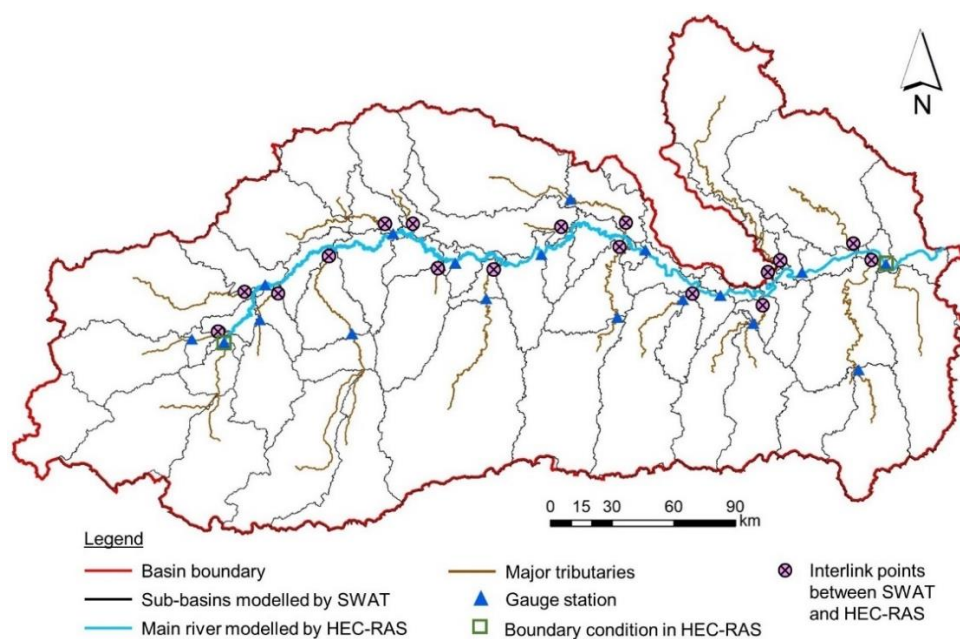 N
0 15 30 60 90
km
Legend
Basin boundary
Sub-basins modelled by SWAT
Main river modelled by HEC-RAS
Major tributaries
Gauge station
Boundary condition in HEC-RAS
Interlink points
between SWAT
and HEC-RAS